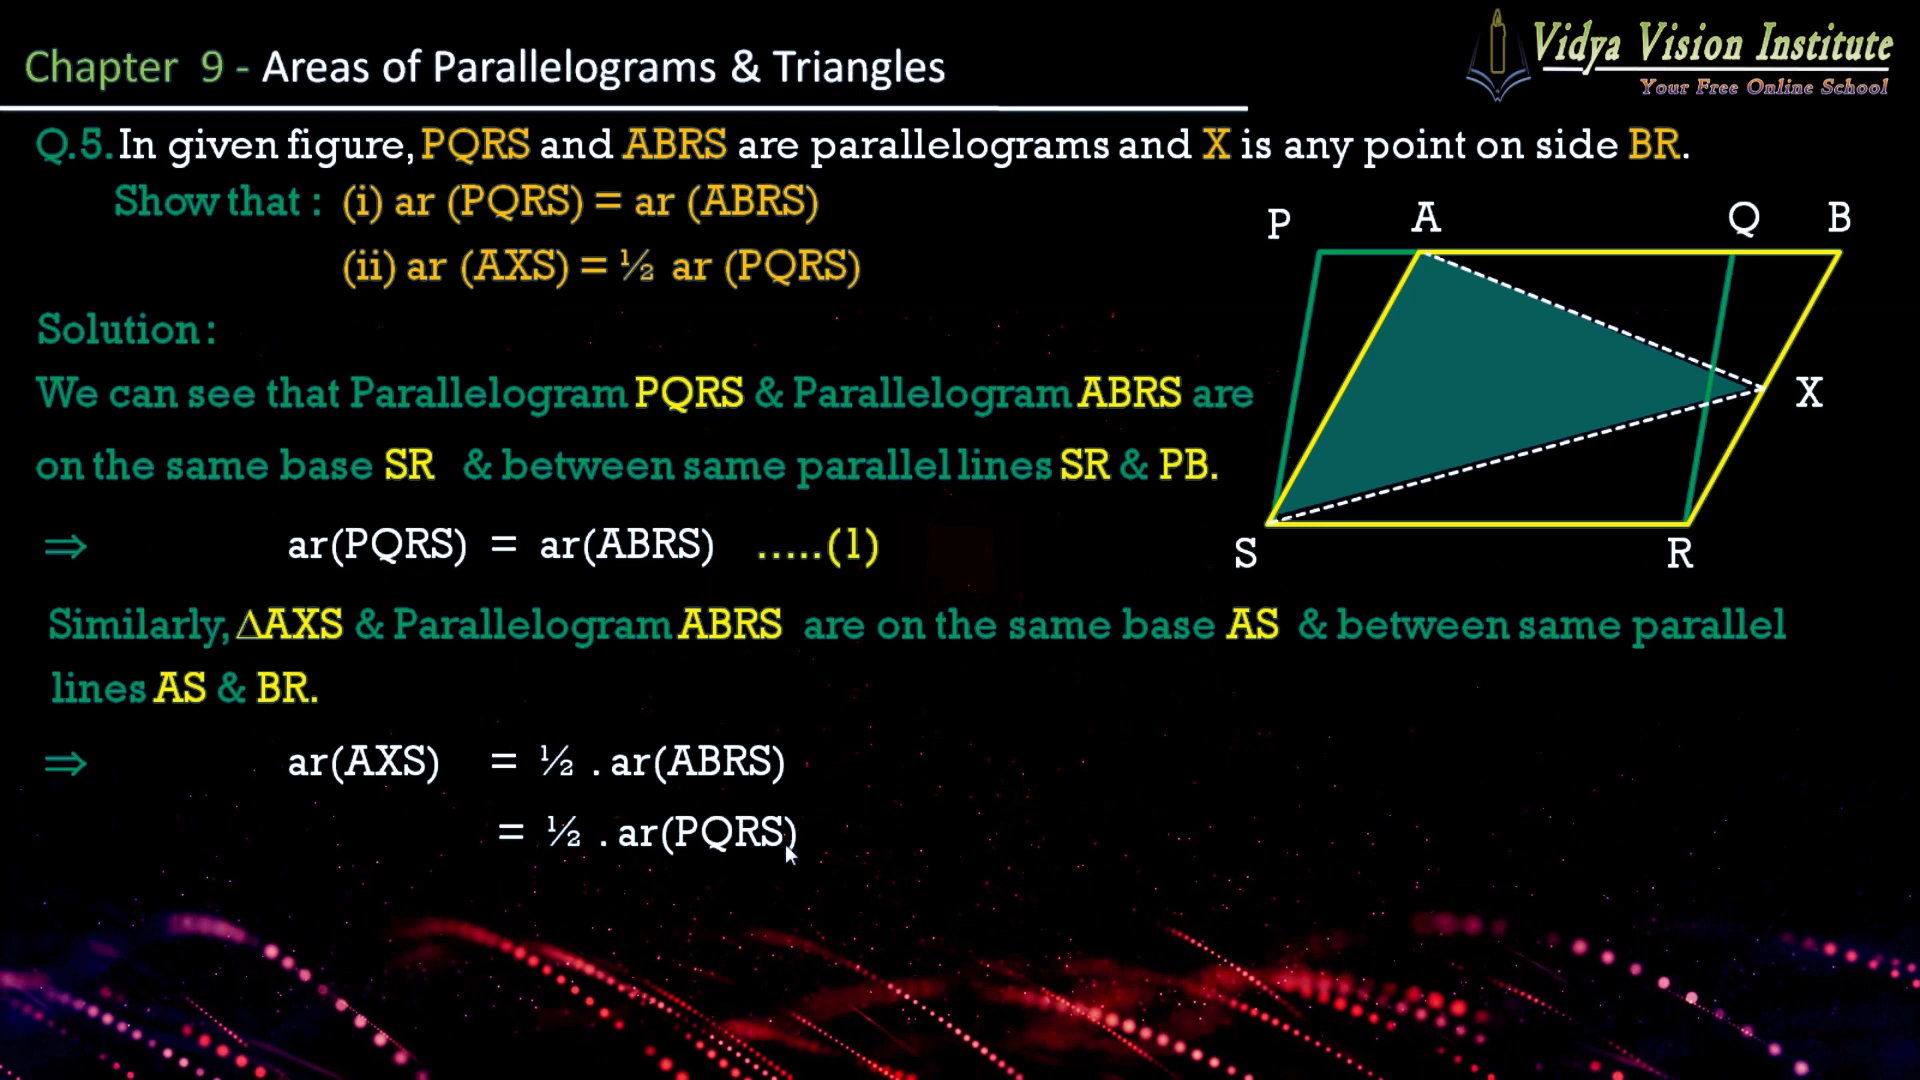 Chapter 9 - Areas of Parallelograms & Triangles
Vidya Vision Institute
Your Free Online School
Q.5. In given figure, PQRS and ABRS are parallelograms and X is any point on side BR.
Show that : (i) ar (PQRS) = ar (ABRS)
(ii) ar (AXS) = ½ ar (PQRS)
P A Q B
Solution :
We can see that Parallelogram PQRS & Parallelogram ABRS are
X
on the same base SR & between same parallel lines SR & PB.
⇒ ar(PQRS) = ar(ABRS) .....(1)
S R
Similarly, ∆AXS & Parallelogram ABRS are on the same base AS & between same parallel
lines AS & BR.
⇒ ar(AXS) = ½ . ar(ABRS)
= ½ . ar(PQRS)